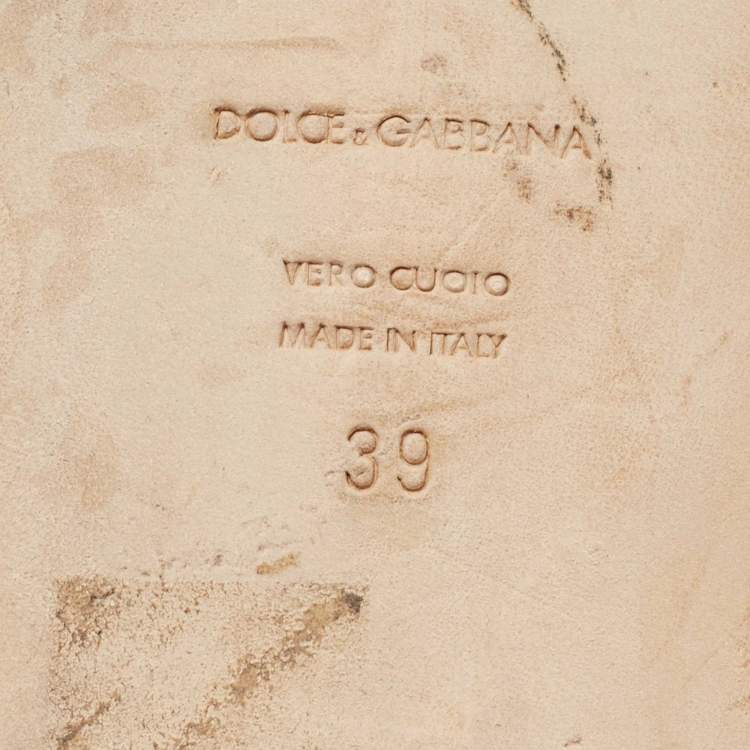 DOLCE & GABBANA
VERO CUOIO
MADE IN ITALY
39